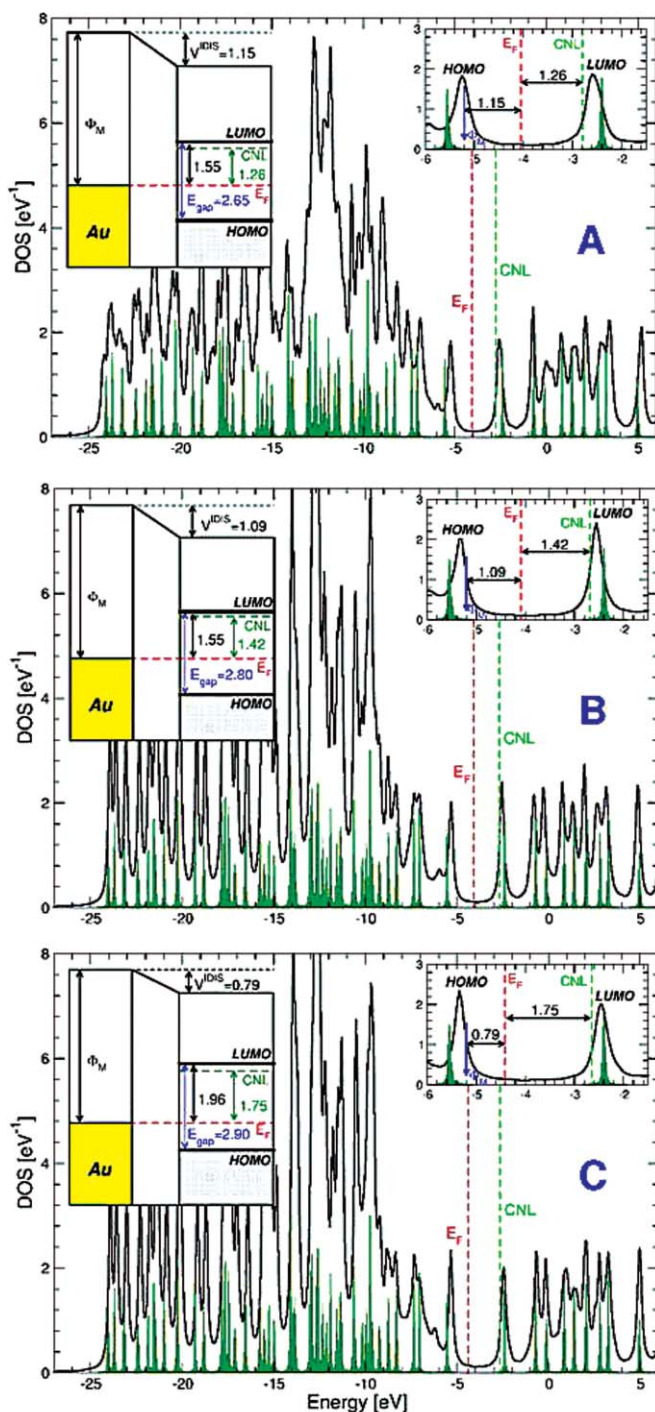 A
V^IDIS=1.15
Φ_M
LUMO
CNL
1.55
1.26
E_F
E_gap=2.65
HOMO
Au
DOS [eV⁻¹]
8
6
4
2
0
-25
-20
-15
-10
-5
0
5
E_F
CNL
HOMO
E_F
CNL
LUMO
1.26
1.15
3
2
1
0
-6
-5
-4
-3
-2
B
V^IDIS=1.09
Φ_M
LUMO
CNL
1.55
1.42
E_F
E_gap=2.80
HOMO
Au
DOS [eV⁻¹]
8
6
4
2
0
-25
-20
-15
-10
-5
0
5
E_F
CNL
HOMO
E_F
CNL
LUMO
1.42
1.09
3
2
1
0
-6
-5
-4
-3
-2
C
V^IDIS=0.79
Φ_M
LUMO
CNL
1.96
1.75
E_F
E_gap=2.90
HOMO
Au
DOS [eV⁻¹]
8
6
4
2
0
-25
-20
-15
-10
-5
0
5
Energy [eV]
E_F
CNL
HOMO
E_F
CNL
LUMO
1.75
0.79
3
2
1
0
-6
-5
-4
-3
-2